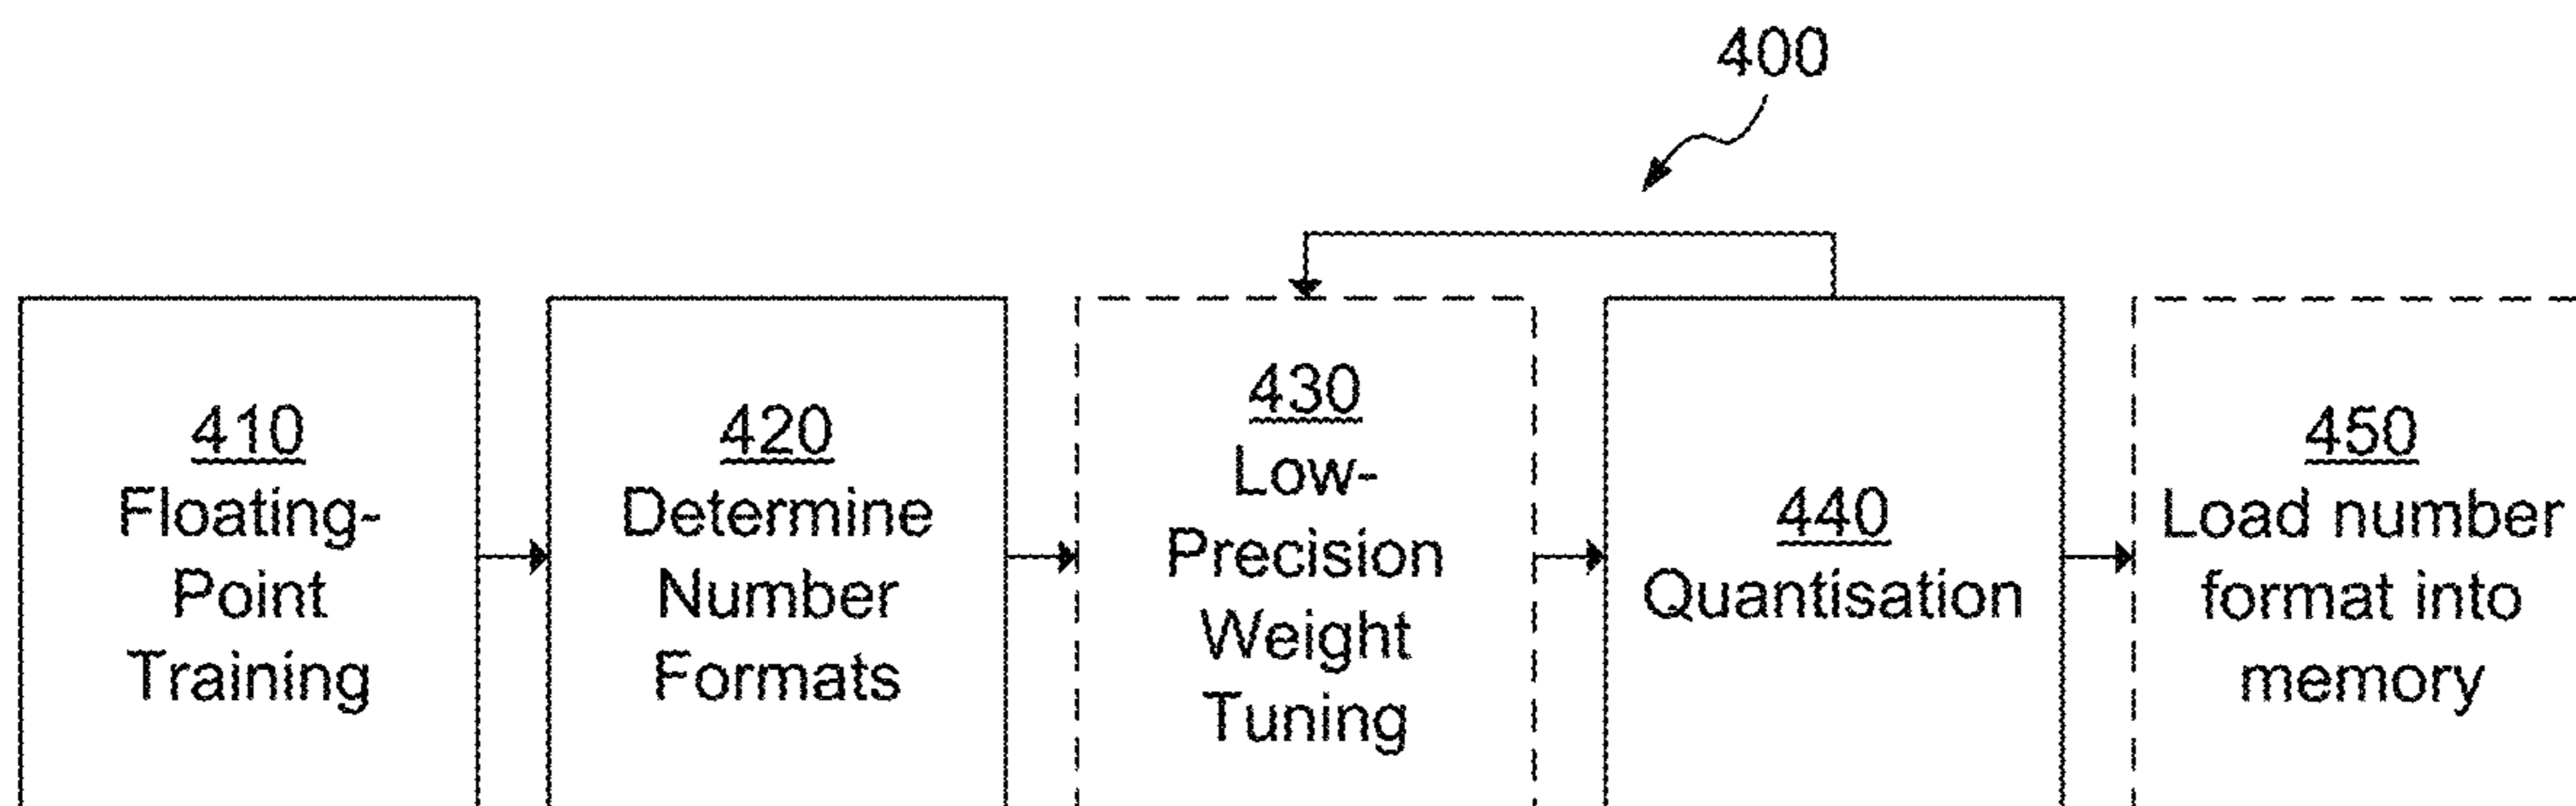 400
410
Floating-
Point
Training
420
Determine
Number
Formats
430
Low-
Precision
Weight
Tuning
440
Quantisation
450
Load number
format into
memory